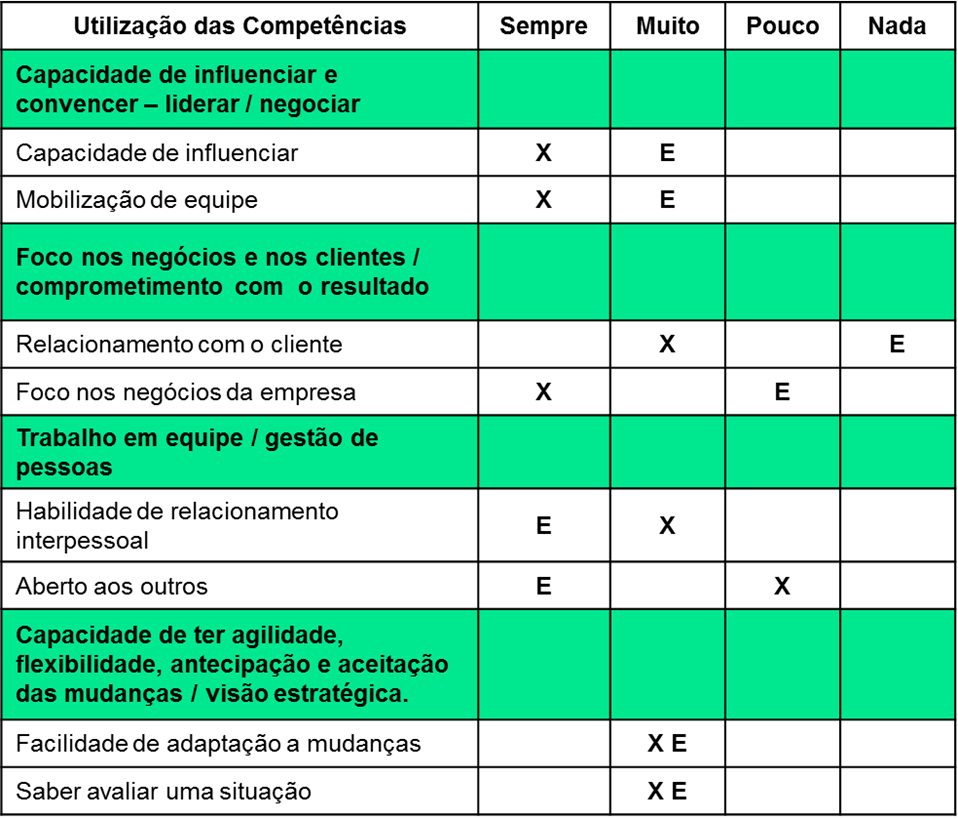 Utilização das Competências Sempre Muito Pouco Nada
Capacidade de influenciar e
convencer – liderar / negociar
Capacidade de influenciar X E
Mobilização de equipe X E
Foco nos negócios e nos clientes /
comprometimento com o resultado
Relacionamento com o cliente X E
Foco nos negócios da empresa X E
Trabalho em equipe / gestão de
pessoas
Habilidade de relacionamento
interpessoal E X
Aberto aos outros E X
Capacidade de ter agilidade,
flexibilidade, antecipação e aceitação
das mudanças / visão estratégica.
Facilidade de adaptação a mudanças X E
Saber avaliar uma situação X E